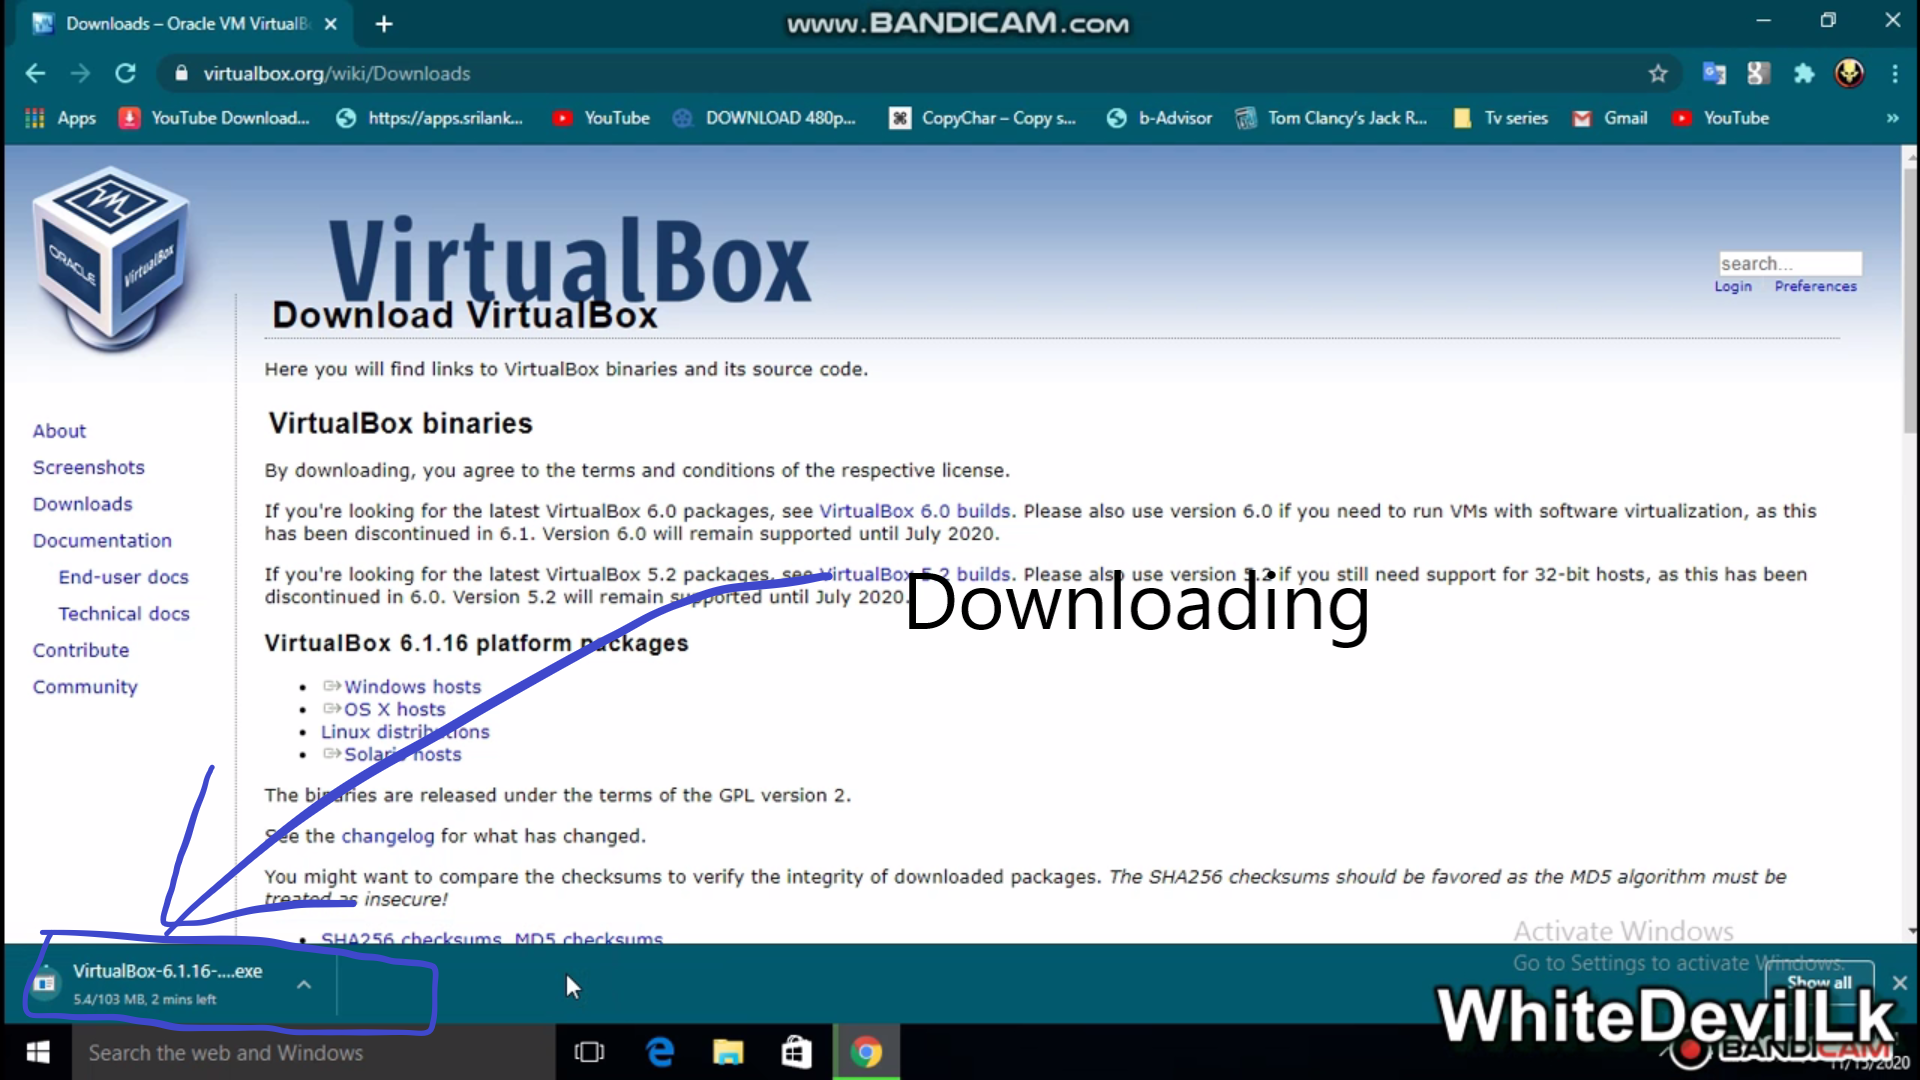 Downloads – Oracle VM VirtualB
www.BANDICAM.com
virtualbox.org/wiki/Downloads
Apps
YouTube Download...
https://apps.srilank...
YouTube
DOWNLOAD 480p...
CopyChar – Copy s...
b-Advisor
Tom Clancy's Jack R...
Tv series
Gmail
YouTube
»
ORACLE
VirtualBox
VirtualBox
search...
Login Preferences
Download VirtualBox
Here you will find links to VirtualBox binaries and its source code.
About
Screenshots
Downloads
Documentation
End-user docs
Technical docs
Contribute
Community
VirtualBox binaries
By downloading, you agree to the terms and conditions of the respective license.
If you're looking for the latest VirtualBox 6.0 packages, see VirtualBox 6.0 builds. Please also use version 6.0 if you need to run VMs with software virtualization, as this
has been discontinued in 6.1. Version 6.0 will remain supported until July 2020.
If you're looking for the latest VirtualBox 5.2 packages, see VirtualBox 5.2 builds. Please also use version 5.2 if you still need support for 32-bit hosts, as this has been
discontinued in 6.0. Version 5.2 will remain supported until July 2020.
Downloading
VirtualBox 6.1.16 platform packages
Windows hosts
OS X hosts
Linux distributions
Solaris hosts
The binaries are released under the terms of the GPL version 2.
See the changelog for what has changed.
You might want to compare the checksums to verify the integrity of downloaded packages. The SHA256 checksums should be favored as the MD5 algorithm must be
treated as insecure!
SHA256 checksums, MD5 checksums
Activate Windows
Go to Settings to activate Windows.
VirtualBox-6.1.16-....exe
5.4/103 MB, 2 mins left
Show all
WhiteDevilLk
BANDICAM
11/13/2020
Search the web and Windows